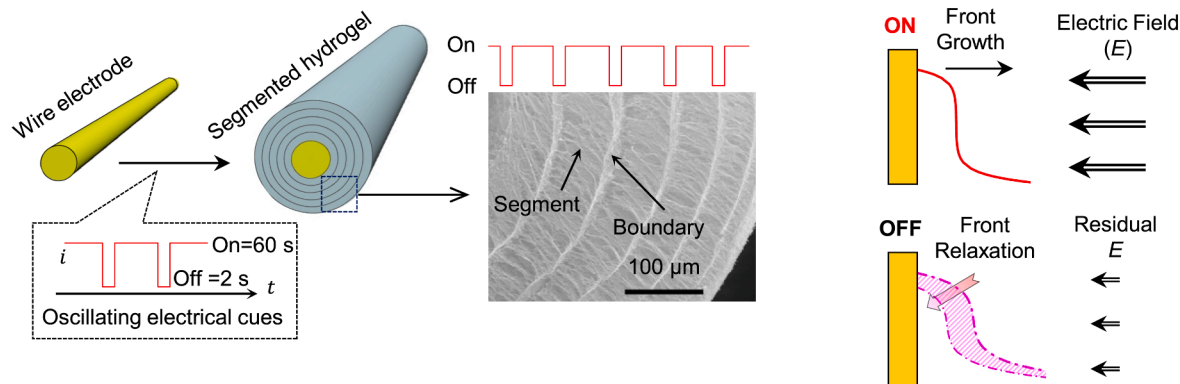 Wire electrode
Segmented hydrogel
On
Off
Segment
Boundary
100 µm
i
On=60 s
Off =2 s
t
Oscillating electrical cues
ON
Front
Growth
Electric Field
(E)
OFF
Front
Relaxation
Residual
E